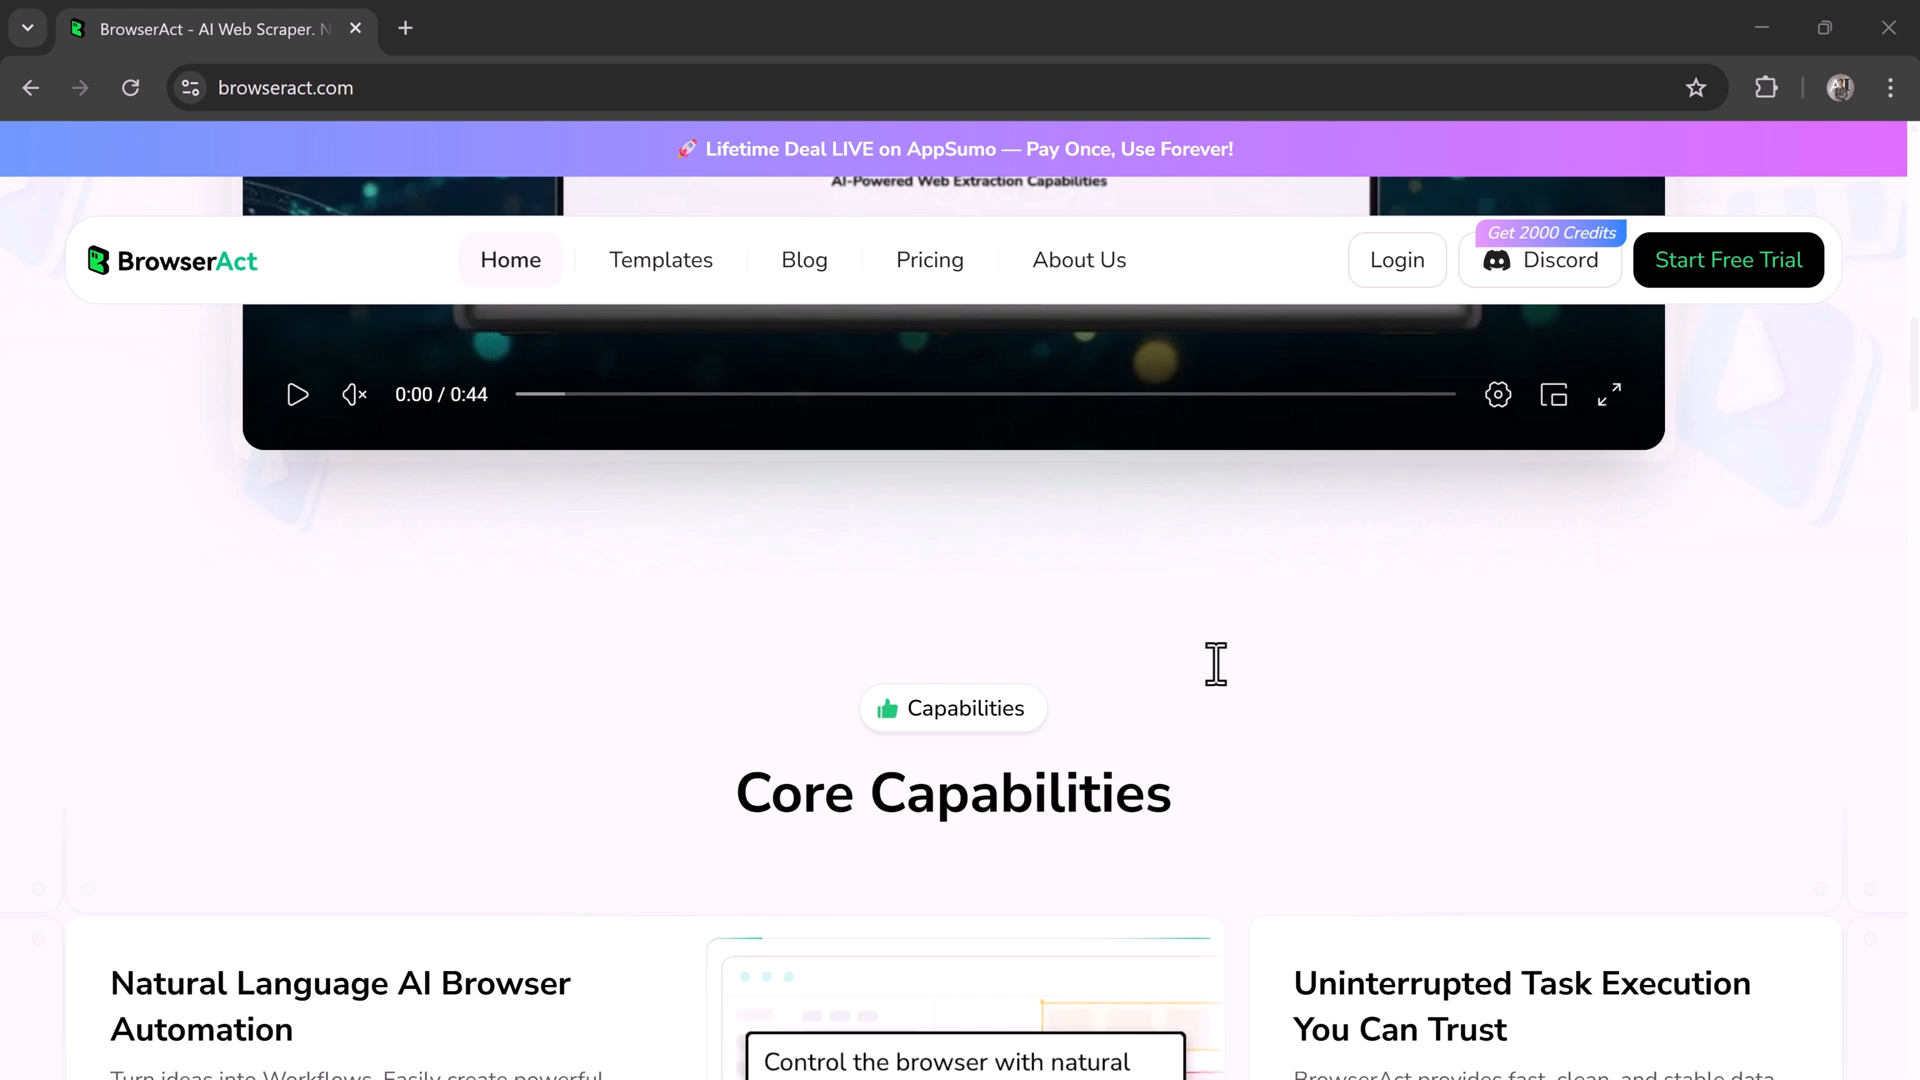 BrowserAct - AI Web Scraper. N
browseract.com
🚀 Lifetime Deal LIVE on AppSumo — Pay Once, Use Forever!
AI-Powered Web Extraction Capabilities
Get 2000 Credits
BrowserAct Home Templates Blog Pricing About Us Login Discord Start Free Trial
0:00 / 0:44
Capabilities
Core Capabilities
Natural Language AI Browser
Automation
Turn ideas into Workflows. Easily create powerful
Control the browser with natural
Uninterrupted Task Execution
You Can Trust
BrowserAct provides fast, clean, and stable data